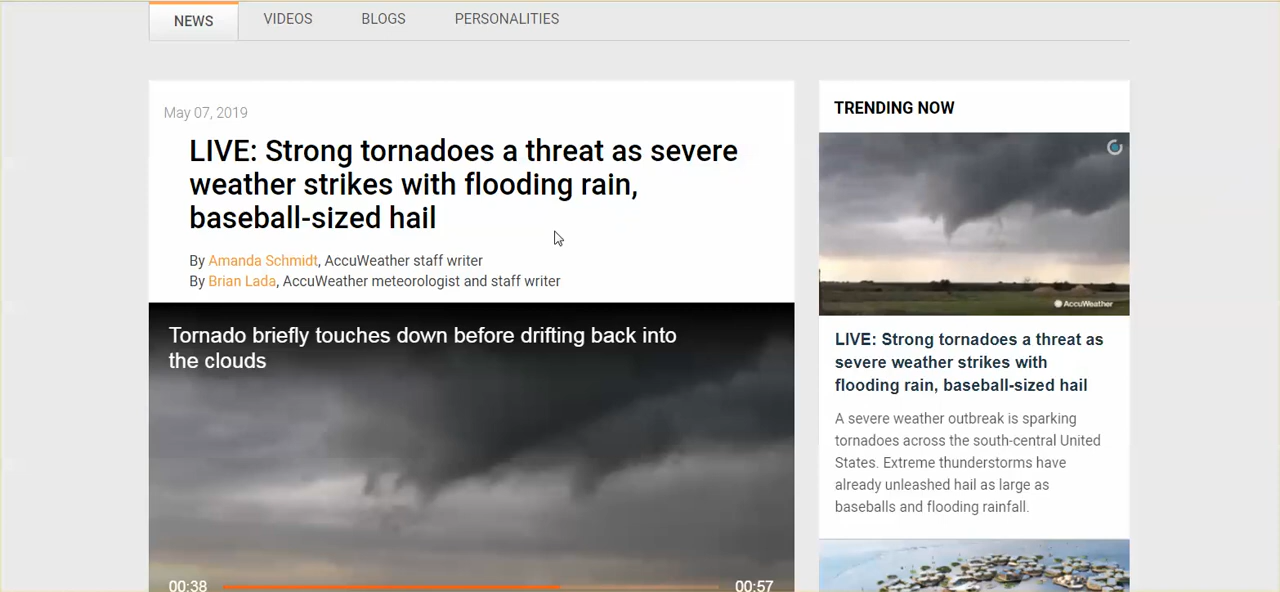 NEWS VIDEOS BLOGS PERSONALITIES
May 07, 2019
LIVE: Strong tornadoes a threat as severe
weather strikes with flooding rain,
baseball-sized hail
By Amanda Schmidt, AccuWeather staff writer
By Brian Lada, AccuWeather meteorologist and staff writer
Tornado briefly touches down before drifting back into
the clouds
00:38 00:57
TRENDING NOW
AccuWeather
LIVE: Strong tornadoes a threat as
severe weather strikes with
flooding rain, baseball-sized hail
A severe weather outbreak is sparking
tornadoes across the south-central United
States. Extreme thunderstorms have
already unleashed hail as large as
baseballs and flooding rainfall.